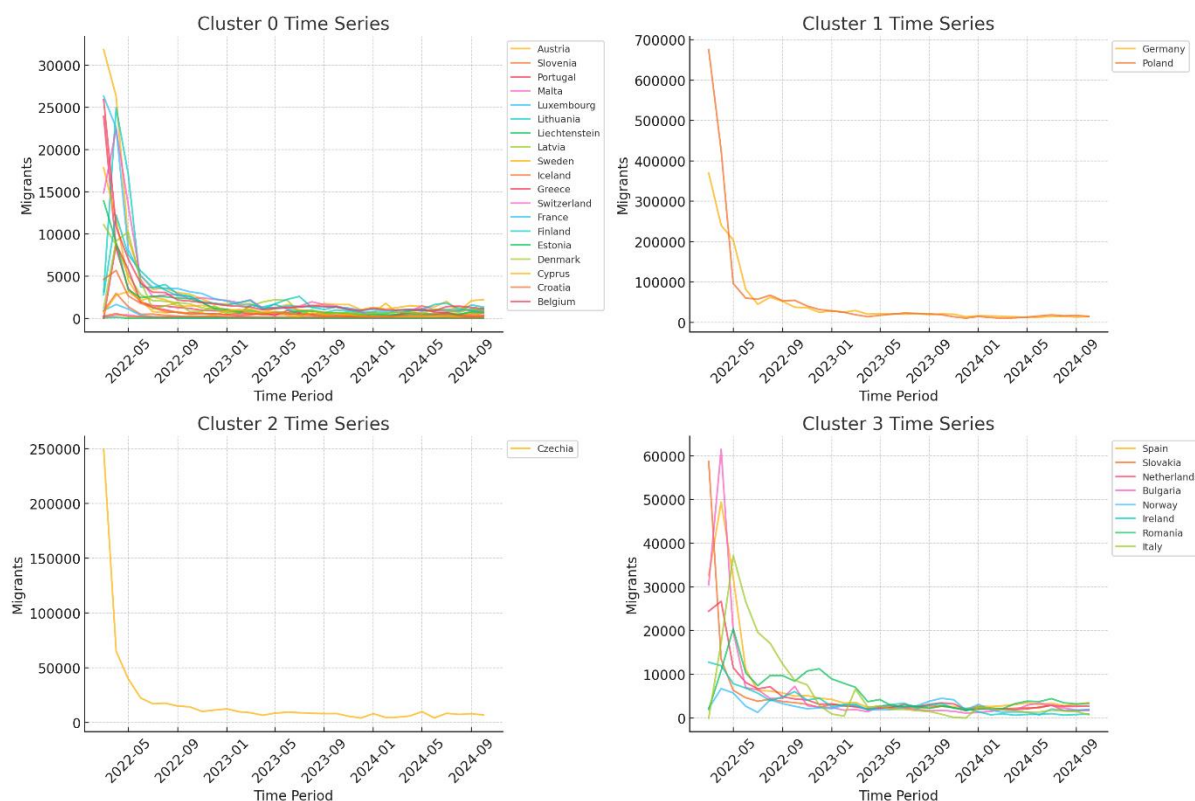 Cluster 0 Time Series
Migrants
30000
25000
20000
15000
10000
5000
0
2022-05
2022-09
2023-01
2023-05
2023-09
2024-01
2024-05
2024-09
Time Period
Austria
Slovenia
Portugal
Malta
Luxembourg
Lithuania
Liechtenstein
Latvia
Sweden
Iceland
Greece
Switzerland
France
Finland
Estonia
Denmark
Cyprus
Croatia
Belgium
Cluster 1 Time Series
Migrants
700000
600000
500000
400000
300000
200000
100000
0
2022-05
2022-09
2023-01
2023-05
2023-09
2024-01
2024-05
2024-09
Time Period
Germany
Poland
Cluster 2 Time Series
Migrants
250000
200000
150000
100000
50000
0
2022-05
2022-09
2023-01
2023-05
2023-09
2024-01
2024-05
2024-09
Time Period
Czechia
Cluster 3 Time Series
Migrants
60000
50000
40000
30000
20000
10000
0
2022-05
2022-09
2023-01
2023-05
2023-09
2024-01
2024-05
2024-09
Time Period
Spain
Slovakia
Netherland
Bulgaria
Norway
Ireland
Romania
Italy